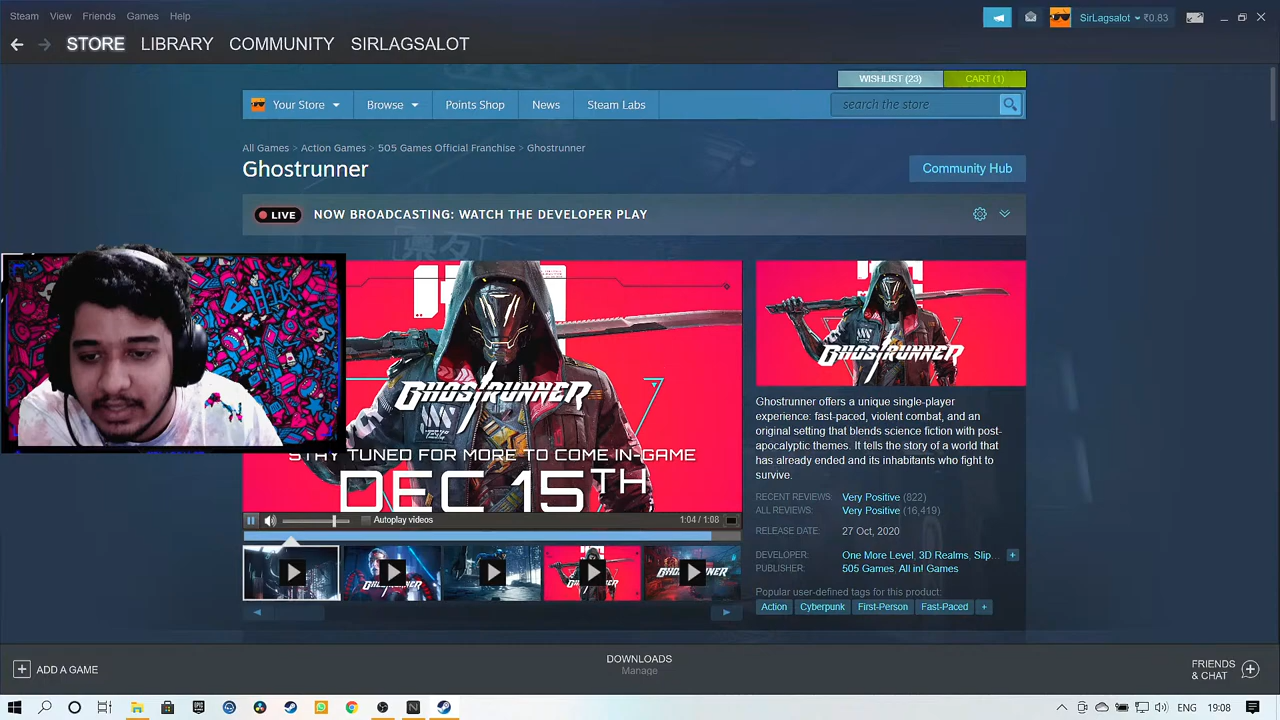 Steam View Friends Games Help
SirLagsalot ₹0.83
STORE LIBRARY COMMUNITY SIRLAGSALOT
WISHLIST (23) CART (1)
Your Store Browse Points Shop News Steam Labs search the store
All Games > Action Games > 505 Games Official Franchise > Ghostrunner
Ghostrunner
Community Hub
LIVE NOW BROADCASTING: WATCH THE DEVELOPER PLAY
GHOSTRUNNER
STAY TUNED FOR MORE TO COME IN-GAME
DEC 15TH
Autoplay videos 1:04 / 1:08
GHOSTRUNNER
GHOSTRUNNER
GHOSTRUNNER
GHOSTRUNNER
Ghostrunner offers a unique single-player
experience: fast-paced, violent combat, and an
original setting that blends science fiction with post-
apocalyptic themes. It tells the story of a world that
has already ended and its inhabitants who fight to
survive.
RECENT REVIEWS: Very Positive (822)
ALL REVIEWS: Very Positive (16,419)
RELEASE DATE: 27 Oct, 2020
DEVELOPER: One More Level, 3D Realms, Slip... +
PUBLISHER: 505 Games, All in! Games
Popular user-defined tags for this product:
Action Cyberpunk First-Person Fast-Paced +
ADD A GAME
DOWNLOADS
Manage
FRIENDS
& CHAT
ENG 19:08